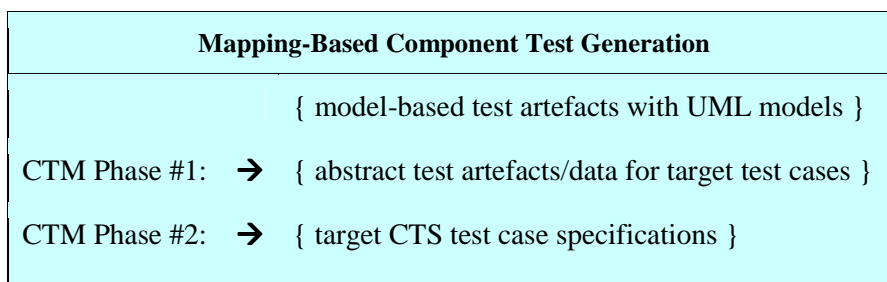 Mapping-Based Component Test Generation
{ model-based test artefacts with UML models }
CTM Phase #1: ➔ { abstract test artefacts/data for target test cases }
CTM Phase #2: ➔ { target CTS test case specifications }